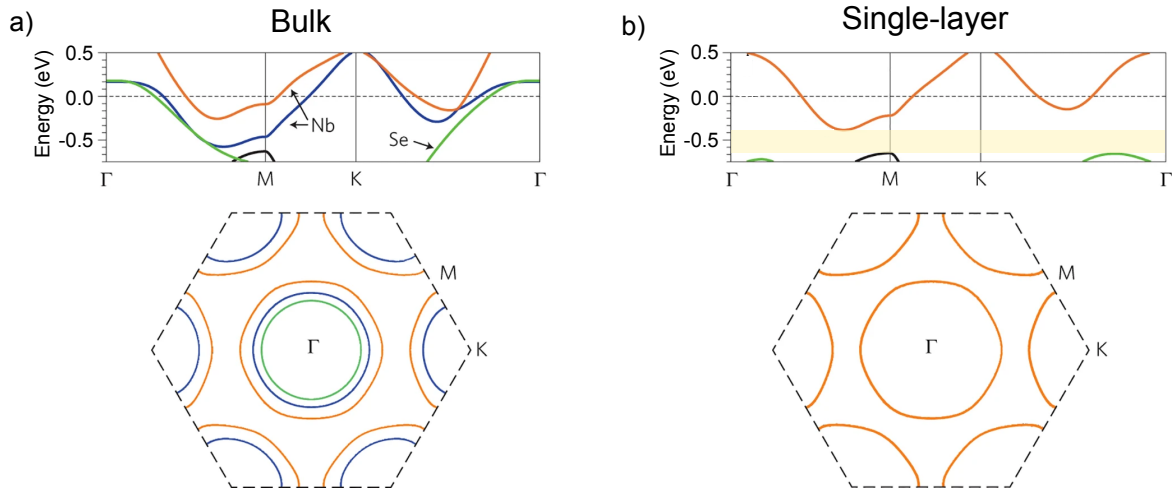 a) Bulk
Energy (eV)
0.5
0.0
-0.5
Nb
Se
Γ M K Γ
M
Γ
K
b) Single-layer
Energy (eV)
0.5
0.0
-0.5
Γ M K Γ
M
Γ
K